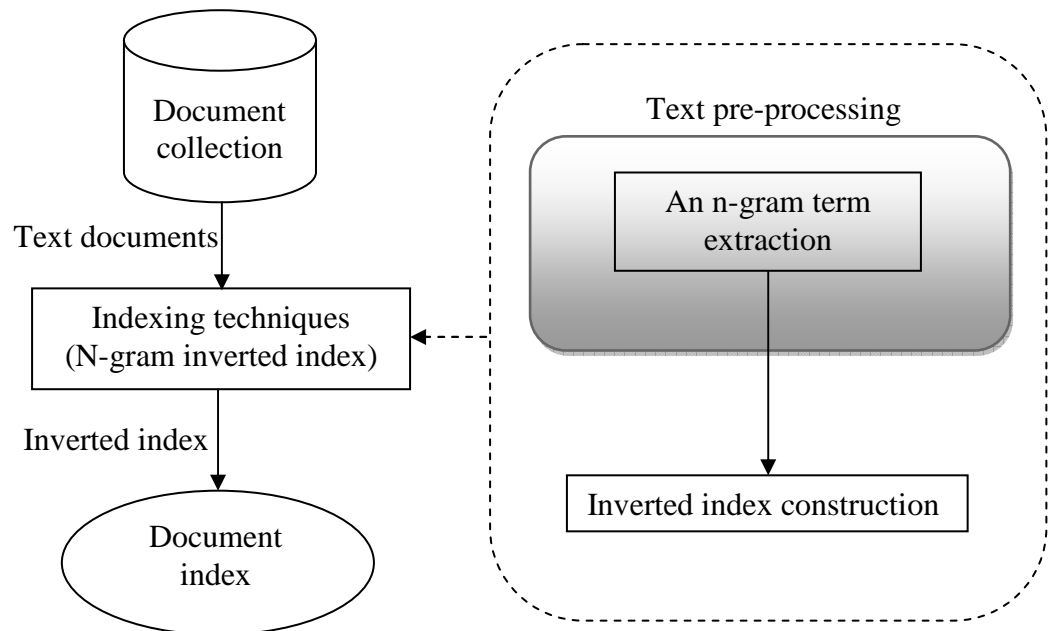 Document
collection
Text documents
Indexing techniques
(N-gram inverted index)
Inverted index
Document
index
Text pre-processing
An n-gram term
extraction
Inverted index construction